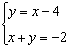 y = x − 4
x + y = −2